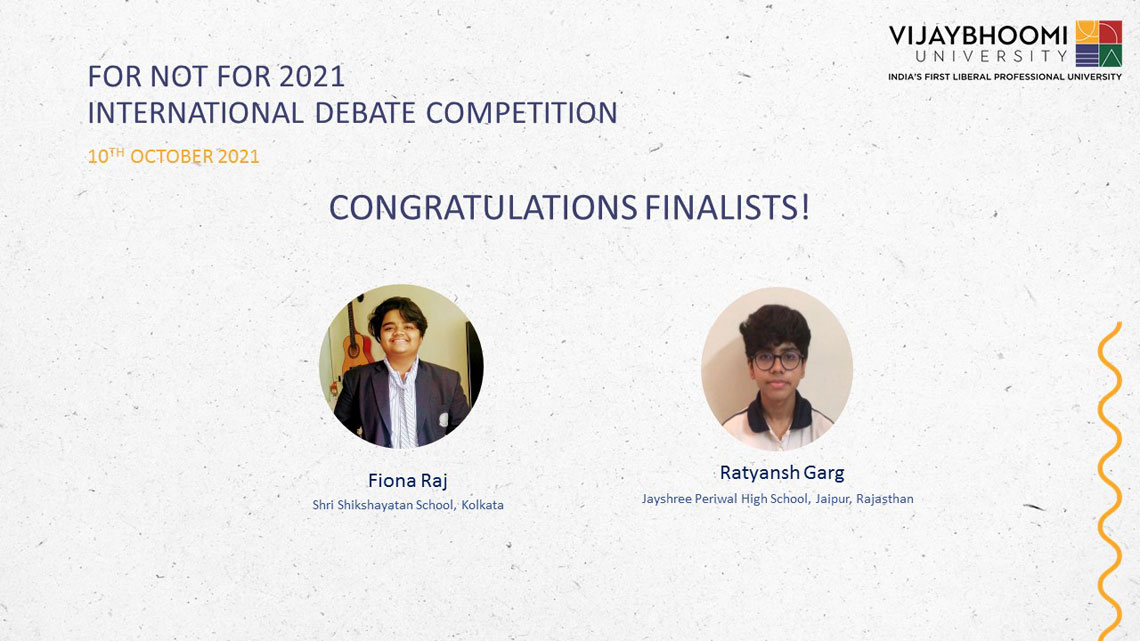 VIJAYBHOOMI
UNIVERSITY
INDIA'S FIRST LIBERAL PROFESSIONAL UNIVERSITY
FOR NOT FOR 2021
INTERNATIONAL DEBATE COMPETITION
10TH OCTOBER 2021
CONGRATULATIONS FINALISTS!
Fiona Raj
Shri Shikshayatan School, Kolkata
Ratyansh Garg
Jayshree Periwal High School, Jaipur, Rajasthan